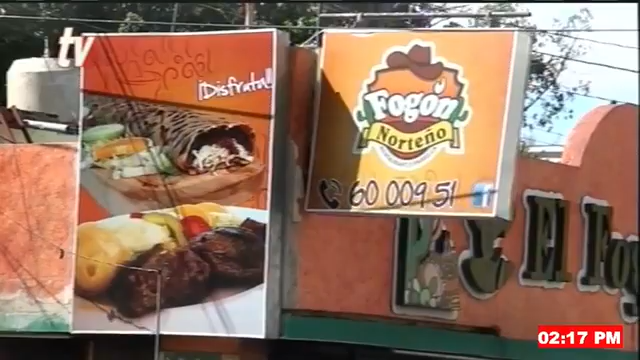 tv
¡Disfruta!!
Fogón
Norteño
60 009 51
f
El Fog
02:17 PM